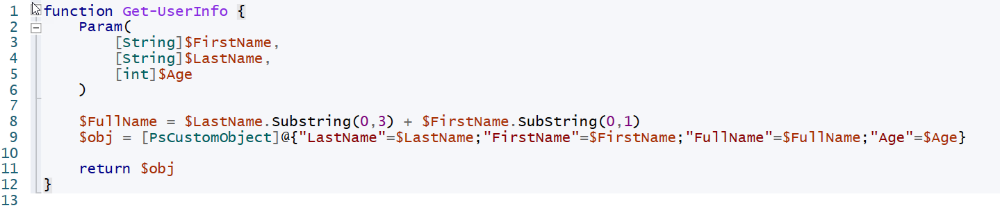 1 function Get-UserInfo {
2     Param(
3         [String]$FirstName,
4         [String]$LastName,
5         [int]$Age
6     )
7
8     $FullName = $LastName.Substring(0,3) + $FirstName.SubString(0,1)
9     $obj = [PsCustomObject]@{"LastName"=$LastName;"FirstName"=$FirstName;"FullName"=$FullName;"Age"=$Age}
10
11     return $obj
12 }
13